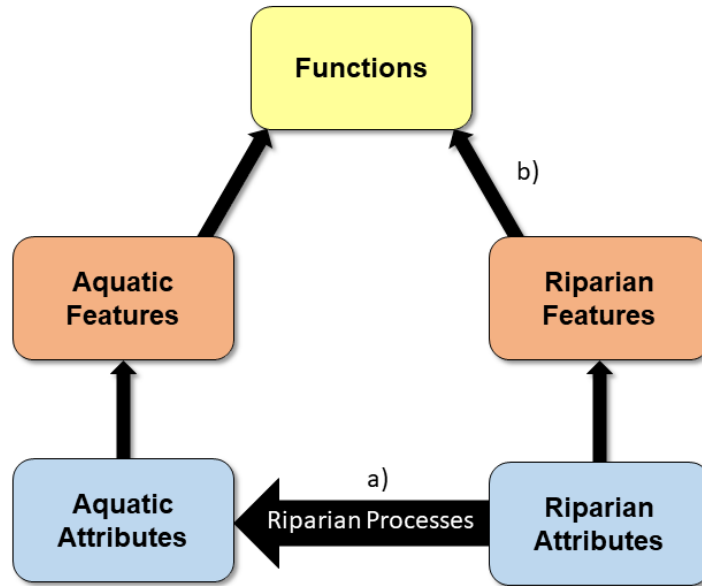 Functions
b)
Aquatic
Features
Riparian
Features
a)
Aquatic
Attributes
Riparian Processes
Riparian
Attributes